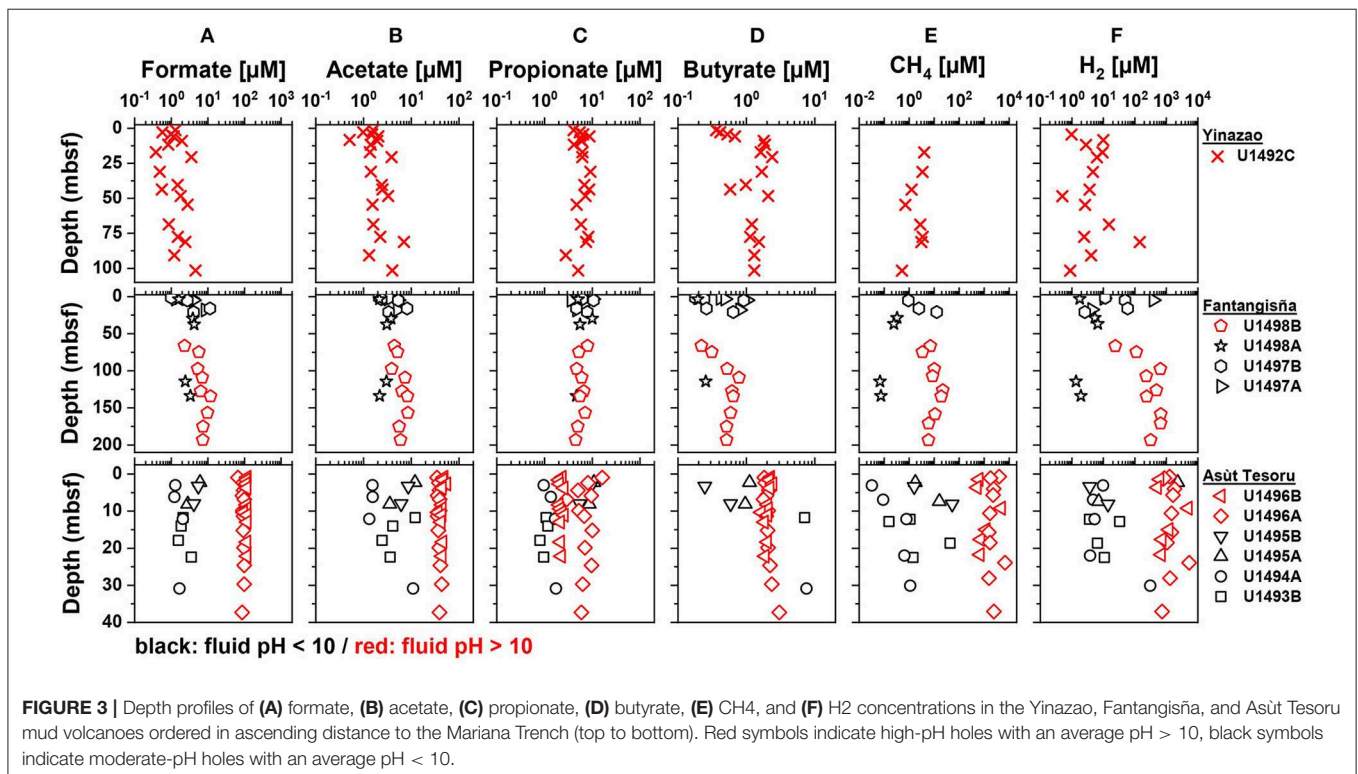 A B C D E F
Formate [µM] Acetate [µM] Propionate [µM] Butyrate [µM] CH4 [µM] H2 [µM]
10-1 100 101 102 103 10-1 100 101 102 10-1 100 101 102 10-1 100 101 10-2 100 102 104 10-1 100 101 102 103 104
Depth (mbsf)
0
25
50
75
100
Yinazao
U1492C
Depth (mbsf)
0
50
100
150
200
Fantangisña
U1498B
U1498A
U1497B
U1497A
Depth (mbsf)
0
10
20
30
40
Asùt Tesoru
U1496B
U1496A
U1495B
U1495A
U1494A
U1493B
black: fluid pH < 10 / red: fluid pH > 10
FIGURE 3 | Depth profiles of (A) formate, (B) acetate, (C) propionate, (D) butyrate, (E) CH4, and (F) H2 concentrations in the Yinazao, Fantangisña, and Asùt Tesoru
mud volcanoes ordered in ascending distance to the Mariana Trench (top to bottom). Red symbols indicate high-pH holes with an average pH > 10, black symbols
indicate moderate-pH holes with an average pH < 10.